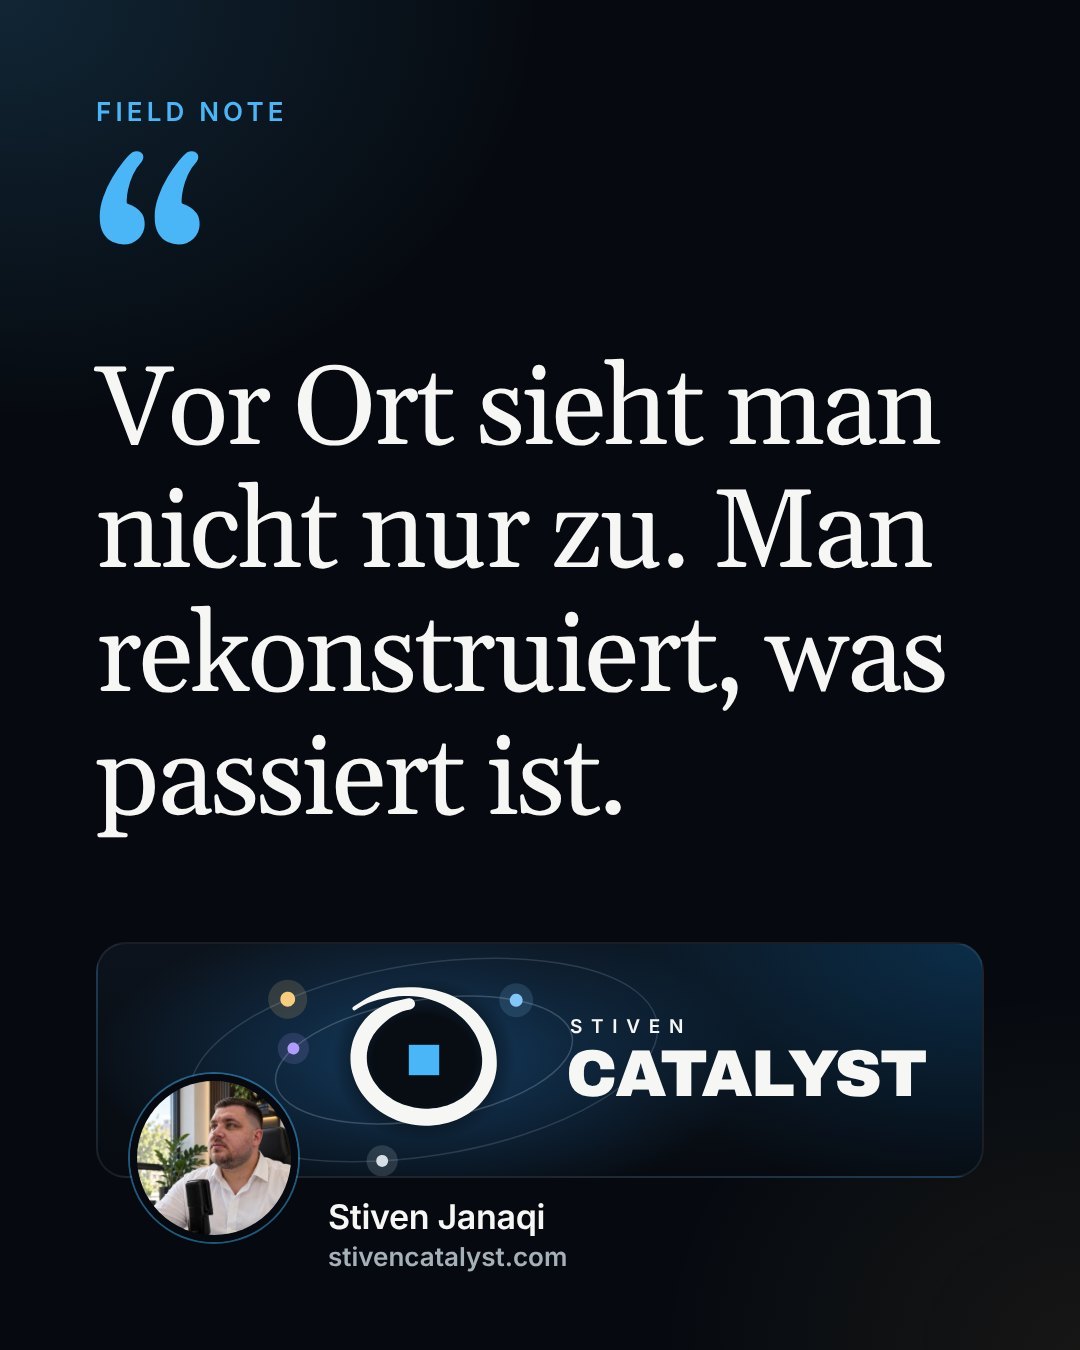 FIELD NOTE
“
Vor Ort sieht man
nicht nur zu. Man
rekonstruiert, was
passiert ist.
STIVEN
CATALYST
Stiven Janaqi
stivencatalyst.com